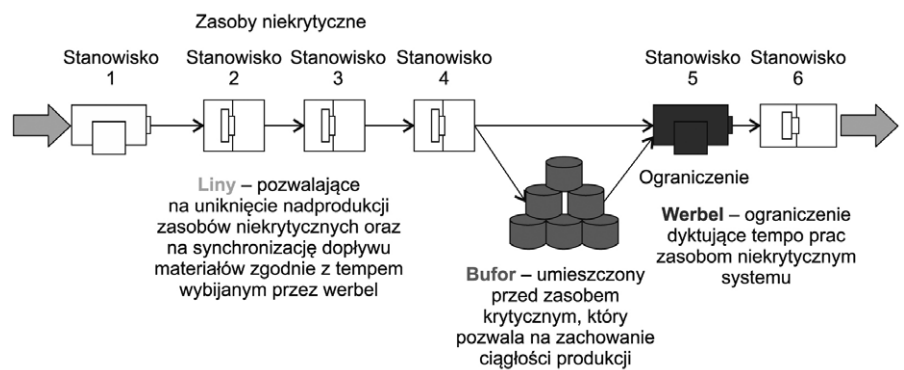 Zasoby niekrytyczne
Stanowisko
1
Stanowisko
2
Stanowisko
3
Stanowisko
4
Stanowisko
5
Stanowisko
6
Liny – pozwalające
na uniknięcie nadprodukcji
zasobów niekrytycznych oraz
na synchronizację dopływu
materiałów zgodnie z tempem
wybijanym przez werbel
Bufor – umieszczony
przed zasobem
krytycznym, który
pozwala na zachowanie
ciągłości produkcji
Ograniczenie
Werbel – ograniczenie
dyktujące tempo prac
zasobom niekrytycznym
systemu